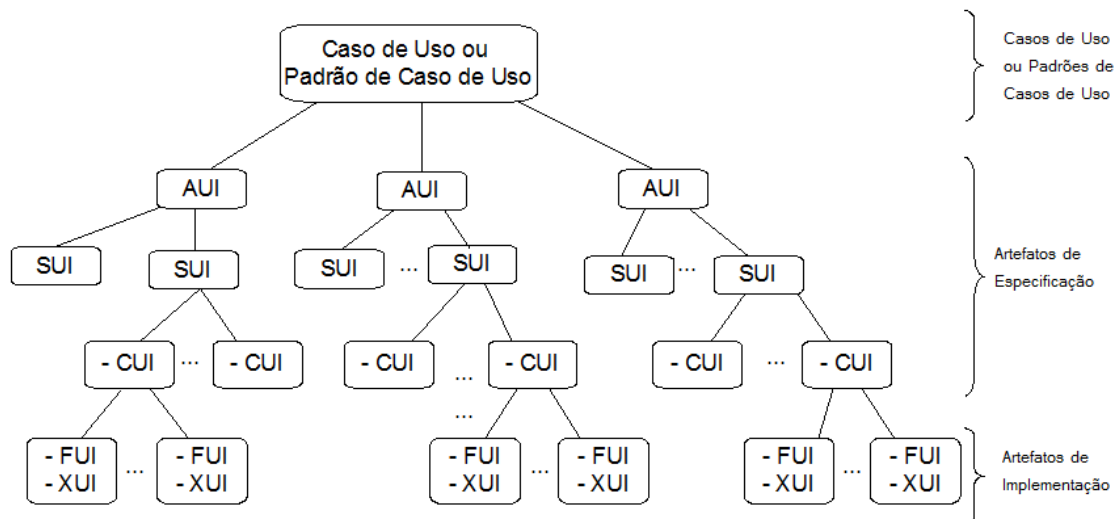 Caso de Uso ou
Padrão de Caso de Uso
Casos de Uso
ou Padrões de
Casos de Uso
AUI
AUI
AUI
SUI
SUI
SUI
...
SUI
SUI
...
SUI
Artefatos de
Especificação
- CUI
...
- CUI
- CUI
...
- CUI
- CUI
...
- CUI
...
- FUI
- XUI
...
- FUI
- XUI
- FUI
- XUI
...
- FUI
- XUI
- FUI
- XUI
...
- FUI
- XUI
Artefatos de
Implementação